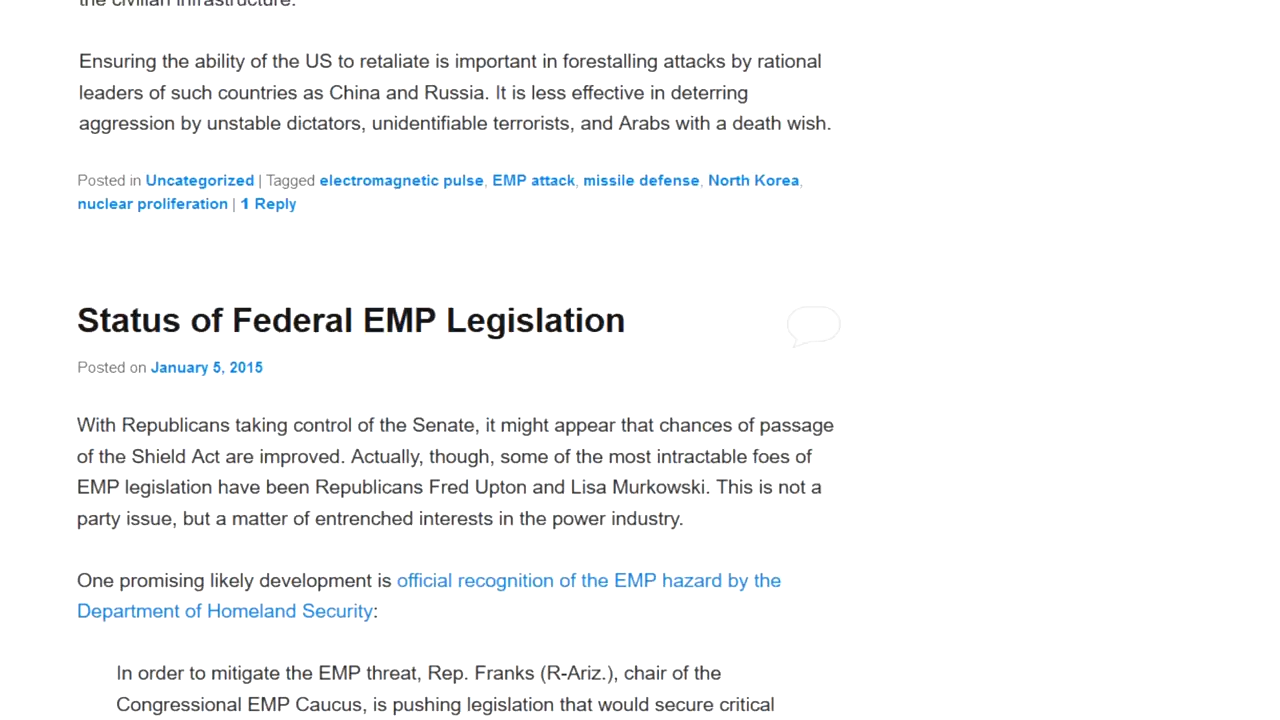 the civilian infrastructure.
Ensuring the ability of the US to retaliate is important in forestalling attacks by rational
leaders of such countries as China and Russia. It is less effective in deterring
aggression by unstable dictators, unidentifiable terrorists, and Arabs with a death wish.
Posted in Uncategorized | Tagged electromagnetic pulse, EMP attack, missile defense, North Korea,
nuclear proliferation | 1 Reply
Status of Federal EMP Legislation
Posted on January 5, 2015
With Republicans taking control of the Senate, it might appear that chances of passage
of the Shield Act are improved. Actually, though, some of the most intractable foes of
EMP legislation have been Republicans Fred Upton and Lisa Murkowski. This is not a
party issue, but a matter of entrenched interests in the power industry.
One promising likely development is official recognition of the EMP hazard by the
Department of Homeland Security:
In order to mitigate the EMP threat, Rep. Franks (R-Ariz.), chair of the
Congressional EMP Caucus, is pushing legislation that would secure critical